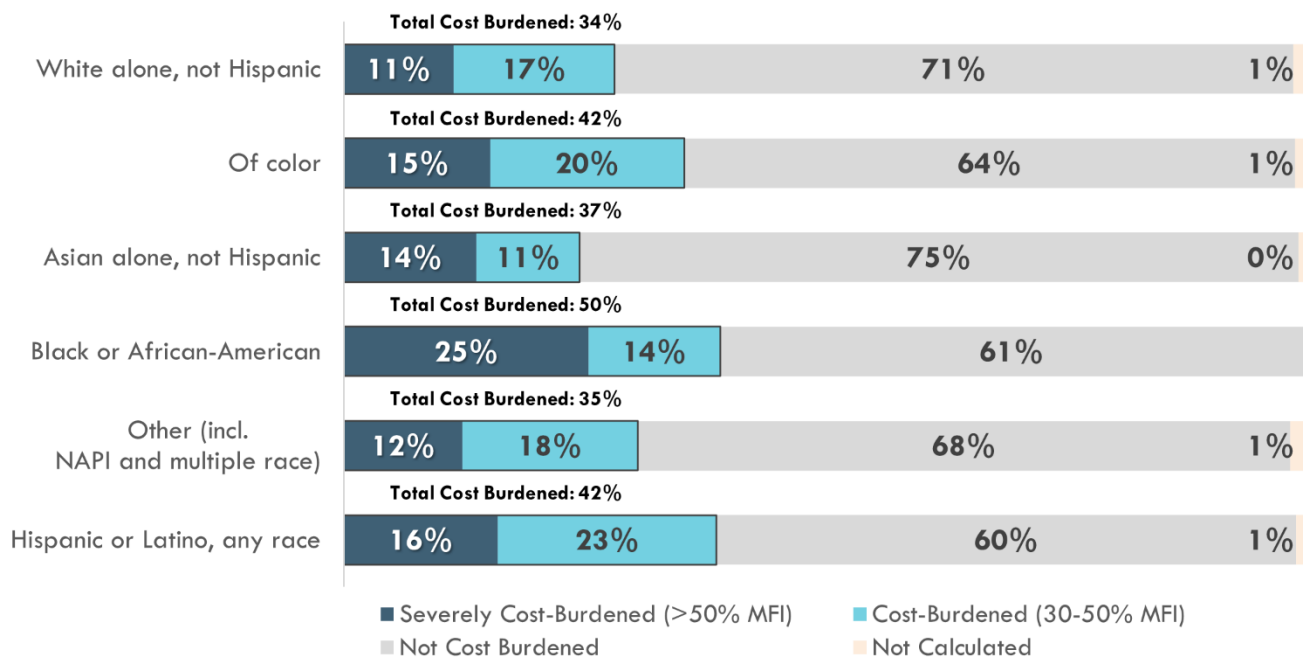 Total Cost Burdened: 34%
White alone, not Hispanic 11% 17% 71% 1%
Total Cost Burdened: 42%
Of color 15% 20% 64% 1%
Total Cost Burdened: 37%
Asian alone, not Hispanic 14% 11% 75% 0%
Total Cost Burdened: 50%
Black or African-American 25% 14% 61%
Total Cost Burdened: 35%
Other (incl.
NAPI and multiple race) 12% 18% 68% 1%
Total Cost Burdened: 42%
Hispanic or Latino, any race 16% 23% 60% 1%
Severely Cost-Burdened (>50% MFI) Cost-Burdened (30-50% MFI)
Not Cost Burdened Not Calculated